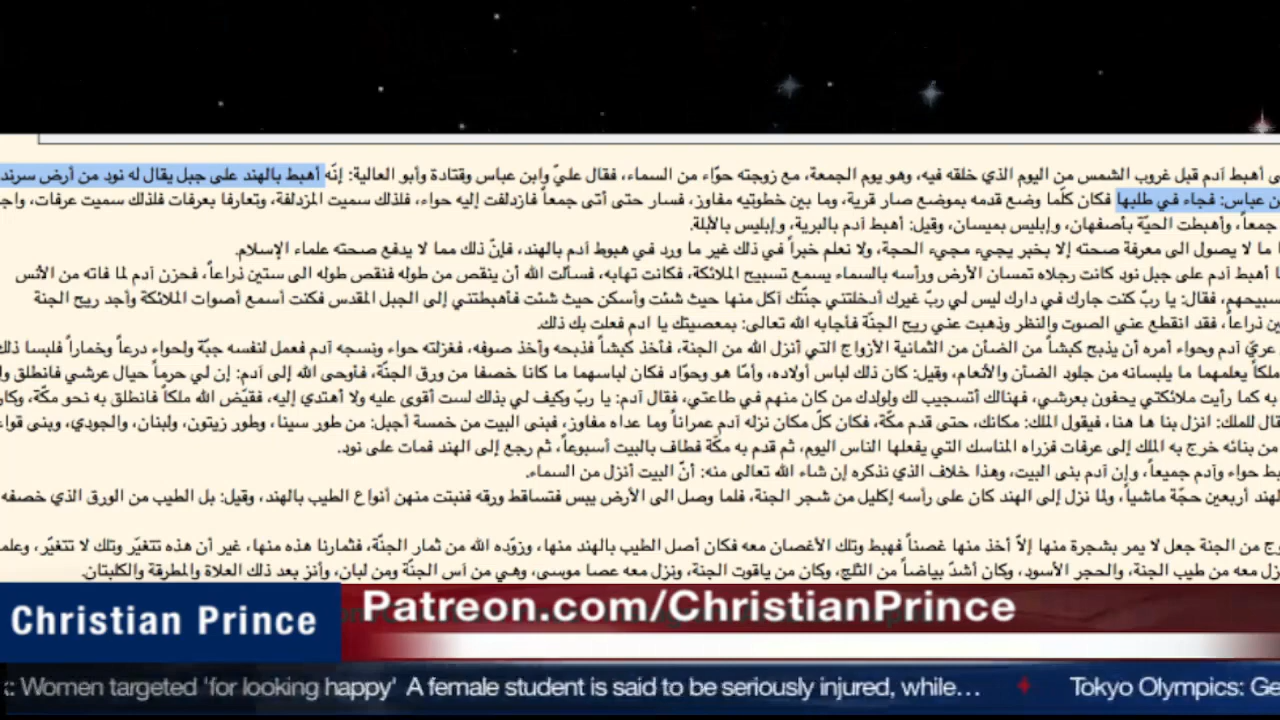 ى أهبط آدم قبل غروب الشمس من اليوم الذي خلقه فيه، وهو يوم الجمعة، مع زوجته حوّاء من السماء، فقال عليّ وابن عباس وقتادة وأبو العالية: إنّه أهبط بالهند على جبل يقال له نود من أرض سرند
ن عباس: فجاء في طلبها فكان كلّما وضع قدمه بموضع صار قرية، وما بين خطوتيه مفاوز، فسار حتى أتى جمعاً فازدلفت إليه حواء، فلذلك سميت المزدلفة، وتعارفا بعرفات فلذلك سميت عرفات، واج
جمعاً، وأهبطت الحيّة بأصفهان، وإبليس بميسان، وقيل: أهبط آدم بالبرية، وإبليس بالأبلة.
ا ما لا يصول الى معرفة صحته إلا بخبر يجيء مجيء الحجة، ولا نعلم خبراً في ذلك غير ما ورد في هبوط آدم بالهند، فإنّ ذلك مما لا يدفع صحته علماء الإسلام.
ا أهبط آدم على جبل نود كانت رجلاه تمسان الأرض ورأسه بالسماء يسمع تسبيح الملائكة، فكانت تهابه، فسألت الله أن ينقص من طوله فنقص طوله الى ستين ذراعاً، فحزن آدم لما فاته من الأنس
سبيحهم، فقال: يا ربّ كنت جارك في دارك ليس لي ربّ غيرك أدخلتني جنّتك آكل منها حيث شئت وأسكن حيث شئت فأهبطتني إلى الجبل المقدس فكنت أسمع أصوات الملائكة وأجد ريح الجنة
ن ذراعاً، فقد انقطع عني الصوت والنظر وذهبت عني ريح الجنة فأجابه الله تعالى: بمعصيتك يا آدم فعلت بك ذلك.
عريَ آدم وحواء أمره أن يذبح كبشاً من الضأن من الثمانية الأزواج التي أنزل الله من الجنة، فأخذ كبشاً فذبحه وأخذ صوفه، فغزلته حواء ونسجه آدم فعمل لنفسه جبّة ولحواء درعاً وخماراً فلبسا ذلك
ملكاً يعلمهما ما يلبسانه من جلود الضأن والأنعام، وقيل: كان ذلك لباس أولاده، وأمّا هو وحوّاد فكان لباسهما ما كانا خصفا من ورق الجنّة، فأوحى الله إلى آدم: إن لي حرماً حيال عرشي فانطلق وا
به كما رأيت ملائكتي يحفون بعرشي، فهنالك أتسجيب لك ولولدك من كان منهم في طاعتي، فقال آدم: يا ربّ وكيف لي بذلك لست أقوى عليه ولا أهتدي إليه، فقيّض الله ملكاً فانطلق به نحو مكّة، وكار
قال للملك: انزل بنا ها هنا، فيقول الملك: مكانك، حتى قدم مكّة، فكان كلّ مكان نزله آدم عمراناً وما عداه مفاوز، فبنى البيت من خمسة أجبل: من طور سينا، وطور زيتون، ولبنان، والجودي، وبنى قواء
من بنائه خرج به الملك إلى عرفات فزراه المناسك التي يفعلها الناس اليوم، ثم قدم به مكّة فطاف بالبيت أسبوعاً، ثم رجع إلى الهند فمات على نود.
بط حواء وآدم جميعاً، وإن آدم بنى البيت، وهذا خلاف الذي نذكره إن شاء الله تعالى منه: أنّ البيت أنزل من السماء.
لهند أربعين حجّة ماشياً، ولما نزل إلى الهند كان على رأسه إكليل من شجر الجنة، فلما وصل الى الأرض يبس فتساقط ورقه فنبتت منهن أنواع الطيب بالهند، وقيل: بل الطيب من الورق الذي خصفه
رج من الجنة جعل لا يمر بشجرة منها إلاّ أخذ منها غصناً فهبط وتلك الأغصان معه فكان أصل الطيب بالهند منها، وزوّده الله من ثمار الجنّة، فثمارنا هذه منها، غير أن هذه تتغيّر وتلك لا تتغيّر، وعلم
زل معه من طيب الجنة، والحجر الأسود، وكان أشدّ بياضاً من الثلج، وكان من ياقوت الجنة، ونزل معه عصا موسى، وهي من آس الجنّة ومن لبان، وأنز بعد ذلك العلاة والمطرقة والكلبتان.
Christian Prince
Patreon.com/ChristianPrince
: Women targeted 'for looking happy' A female student is said to be seriously injured, while… Tokyo Olympics: Ge